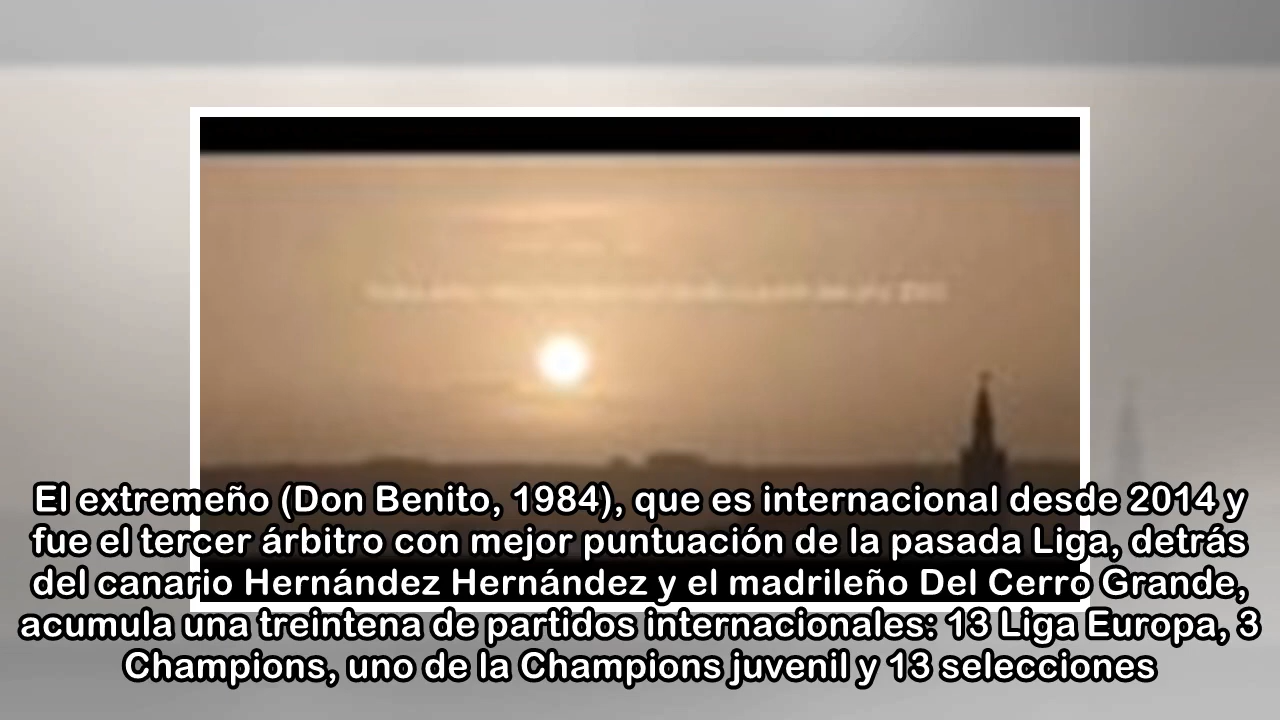 El extremeño (Don Benito, 1984), que es internacional desde 2014 y
fue el tercer árbitro con mejor puntuación de la pasada Liga, detrás
del canario Hernández Hernández y el madrileño Del Cerro Grande,
acumula una treintena de partidos internacionales: 13 Liga Europa, 3
Champions, uno de la Champions juvenil y 13 selecciones